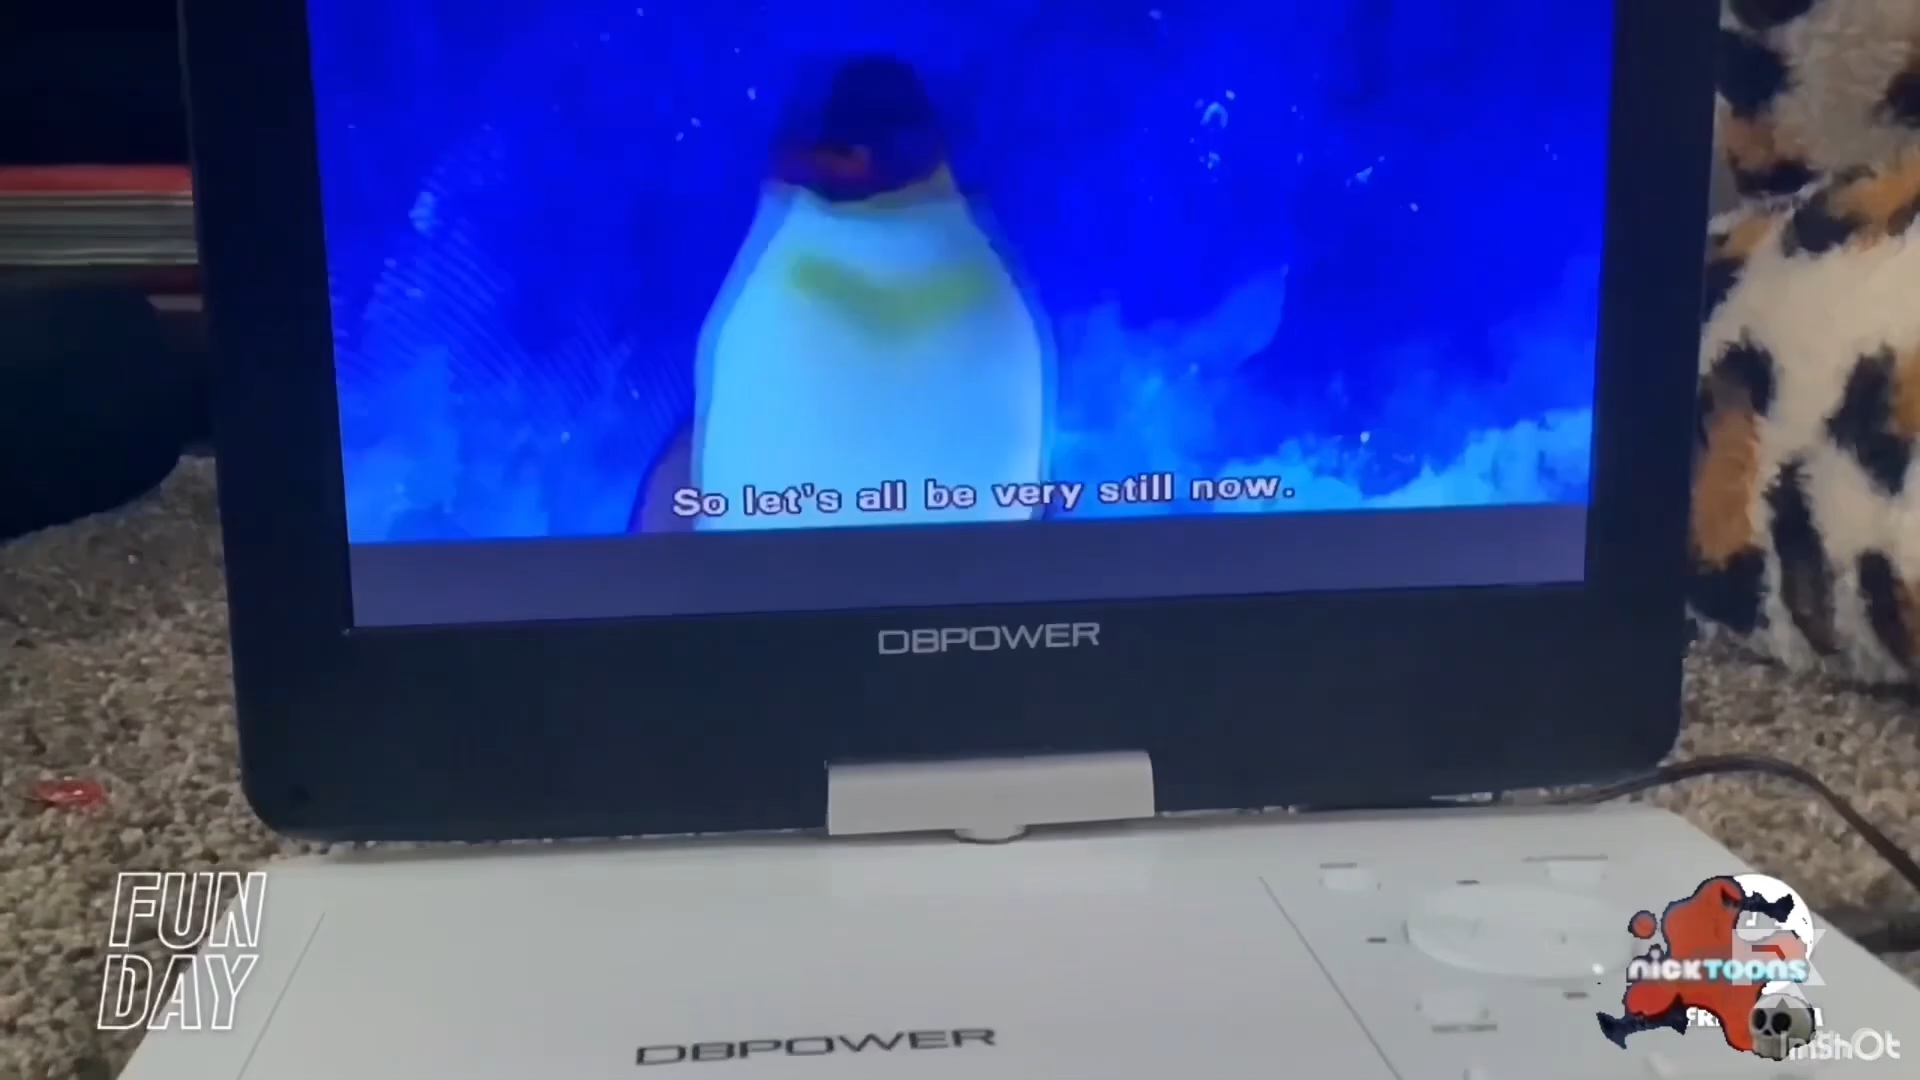 So let's all be very still now.
DBPOWER
FUN
DAY
nicktoons
DBPOWER
InShOt